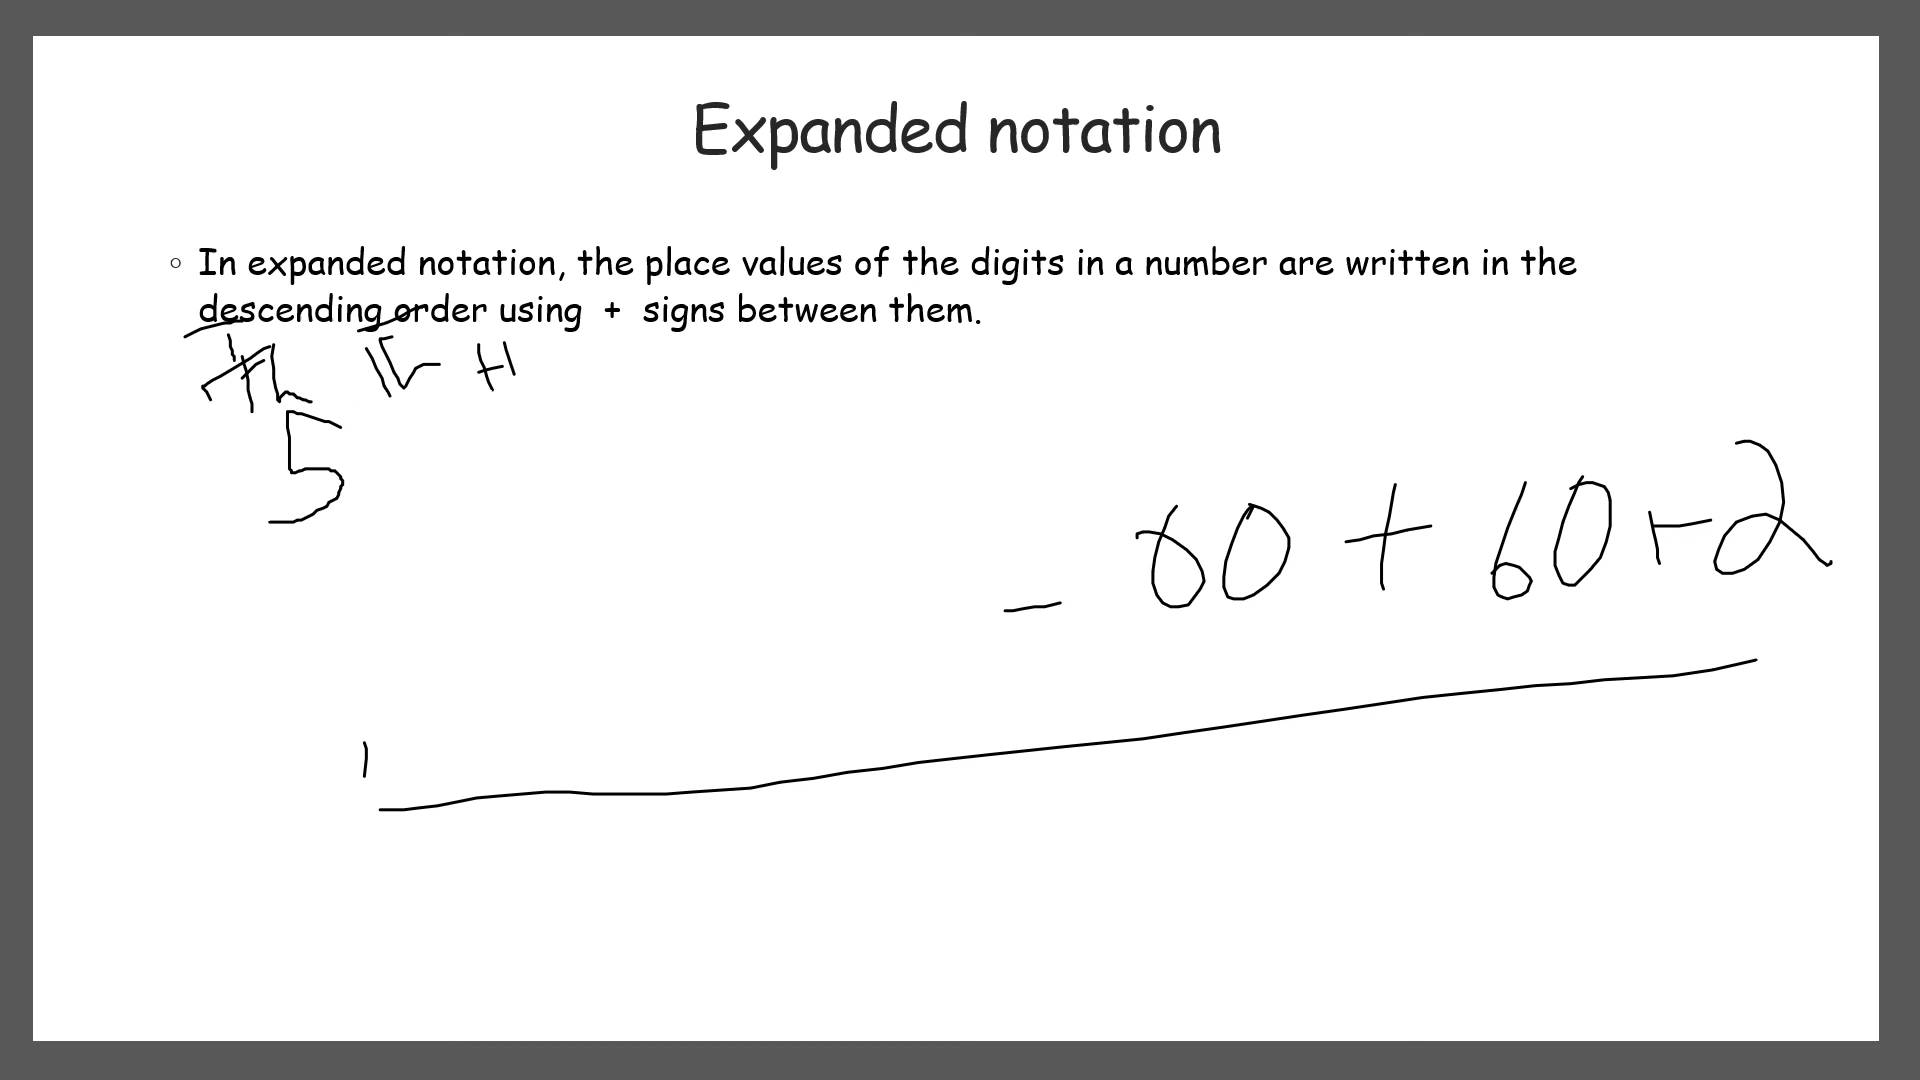 Expanded notation
◦ In expanded notation, the place values of the digits in a number are written in the
descending order using + signs between them.
5
- 60 + 60+2